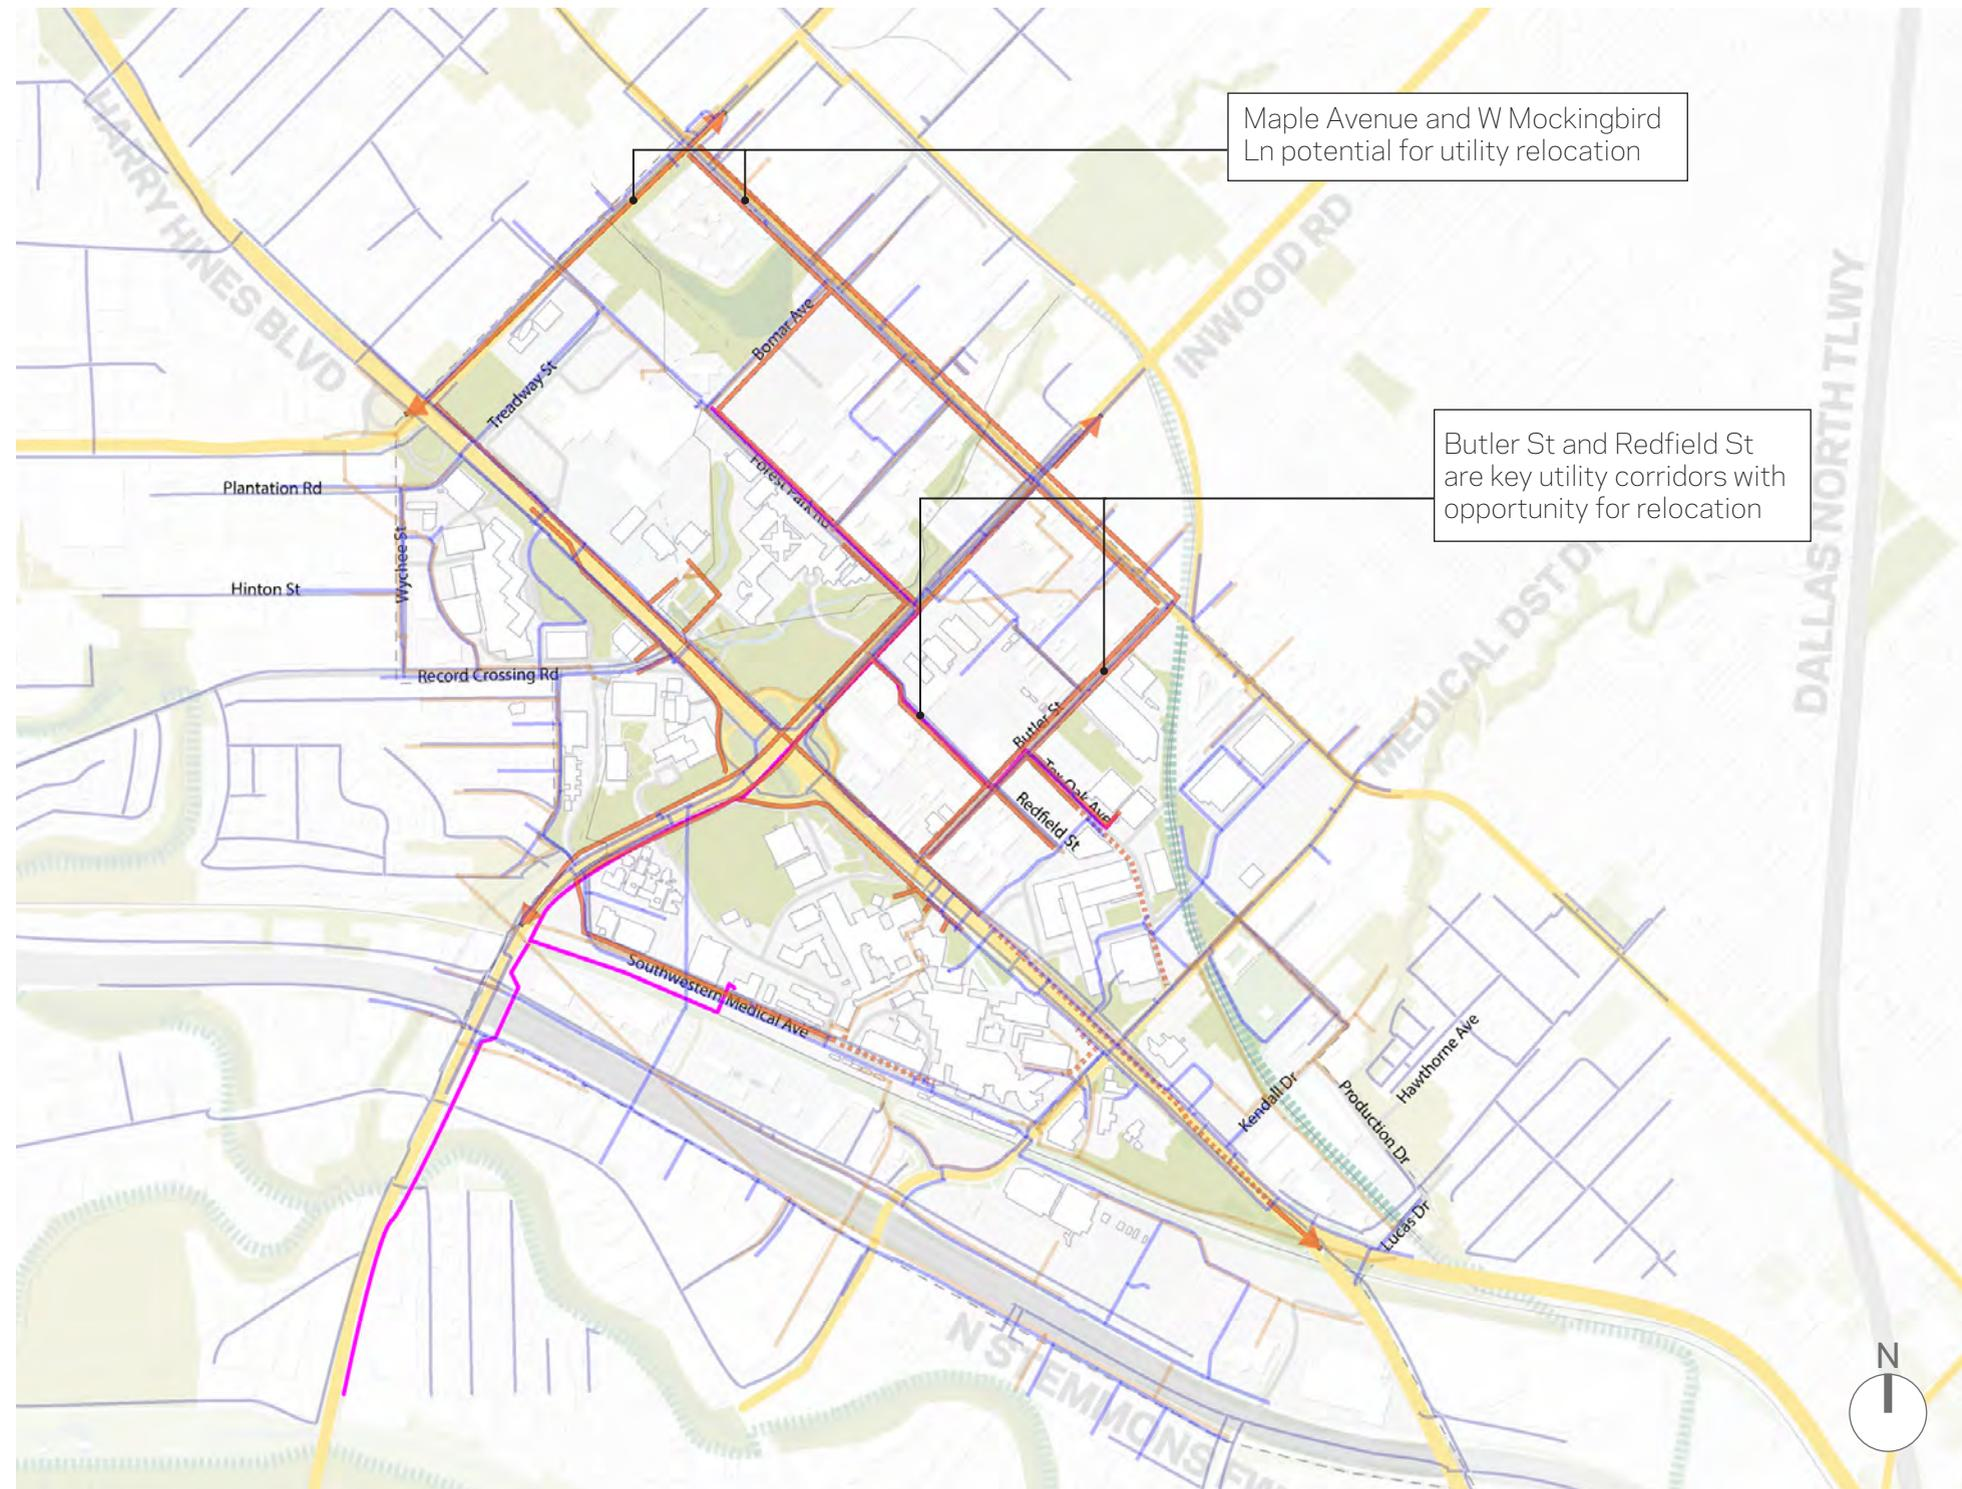 Maple Avenue and W Mockingbird
Ln potential for utility relocation
HARRY HINES BLVD
INWOOD RD
DALLAS NORTH TLWY
Bomar Ave
Treadway St
Butler St and Redfield St
are key utility corridors with
opportunity for relocation
Forest Park Rd
Plantation Rd
Wychee St
Hinton St
MEDICAL DST DR
Record Crossing Rd
Butler St
Tex Oak Ave
Redfield St
Southwestern Medical Ave
Hawthorne Ave
Kendall Dr
Production Dr
Lucas Dr
N STEMMONS FW
N